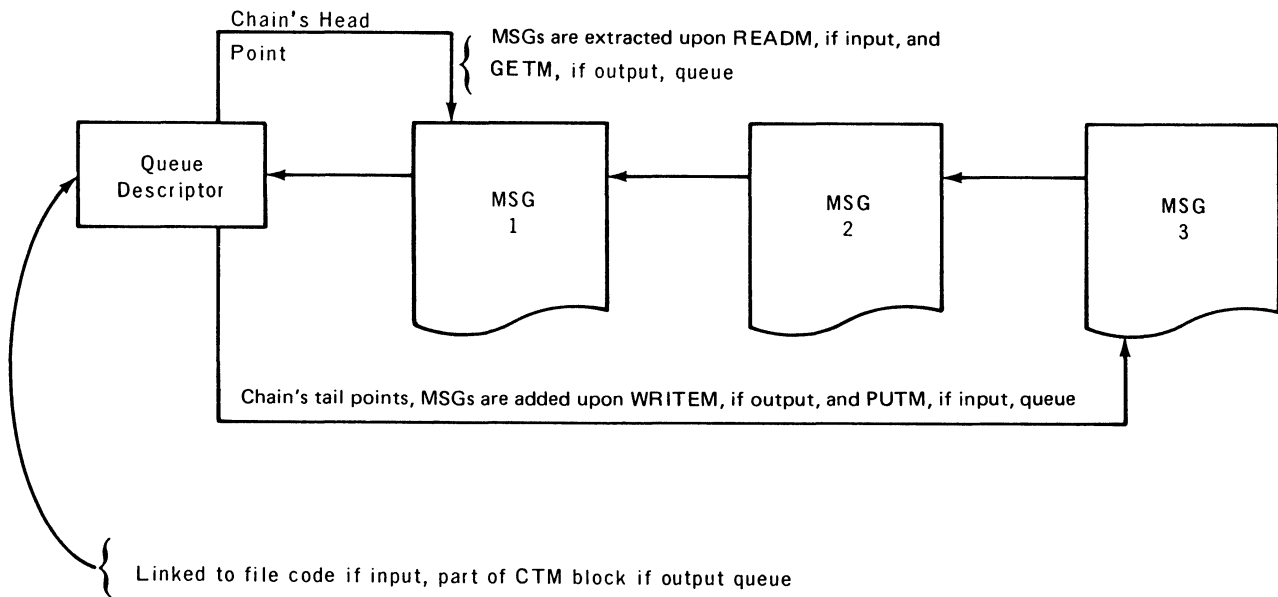 Chain's Head
Point
MSGs are extracted upon READM, if input, and
GETM, if output, queue
Queue
Descriptor
MSG
1
MSG
2
MSG
3
Chain's tail points, MSGs are added upon WRITEM, if output, and PUTM, if input, queue
Linked to file code if input, part of CTM block if output queue